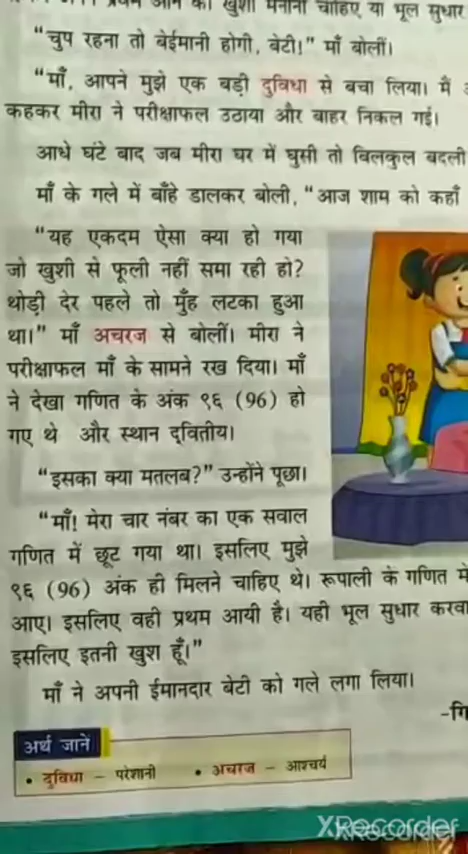 खुशी मनानी चाहिए या भूल सुधार
“चुप रहना तो बेईमानी होगी, बेटी!” माँ बोलीं।
“माँ, आपने मुझे एक बड़ी दुविधा से बचा लिया। मैं
कहकर मीरा ने परीक्षाफल उठाया और बाहर निकल गई।
आधे घंटे बाद जब मीरा घर में घुसी तो बिलकुल बदली
माँ के गले में बाँहे डालकर बोली, “आज शाम को कहाँ
“यह एकदम ऐसा क्या हो गया
जो खुशी से फूली नहीं समा रही हो?
थोड़ी देर पहले तो मुँह लटका हुआ
था।” माँ अचरज से बोलीं। मीरा ने
परीक्षाफल माँ के सामने रख दिया। माँ
ने देखा गणित के अंक ९६ (96) हो
गए थे और स्थान द्वितीय।
“इसका क्या मतलब?” उन्होंने पूछा।
“माँ! मेरा चार नंबर का एक सवाल
गणित में छूट गया था। इसलिए मुझे
९६ (96) अंक ही मिलने चाहिए थे। रूपाली के गणित में
आए। इसलिए वही प्रथम आयी है। यही भूल सुधार करवा
इसलिए इतनी खुश हूँ।”
माँ ने अपनी ईमानदार बेटी को गले लगा लिया।
अर्थ जानें
• दुविधा – परेशानी • अचरज – आश्चर्य
XRecorder